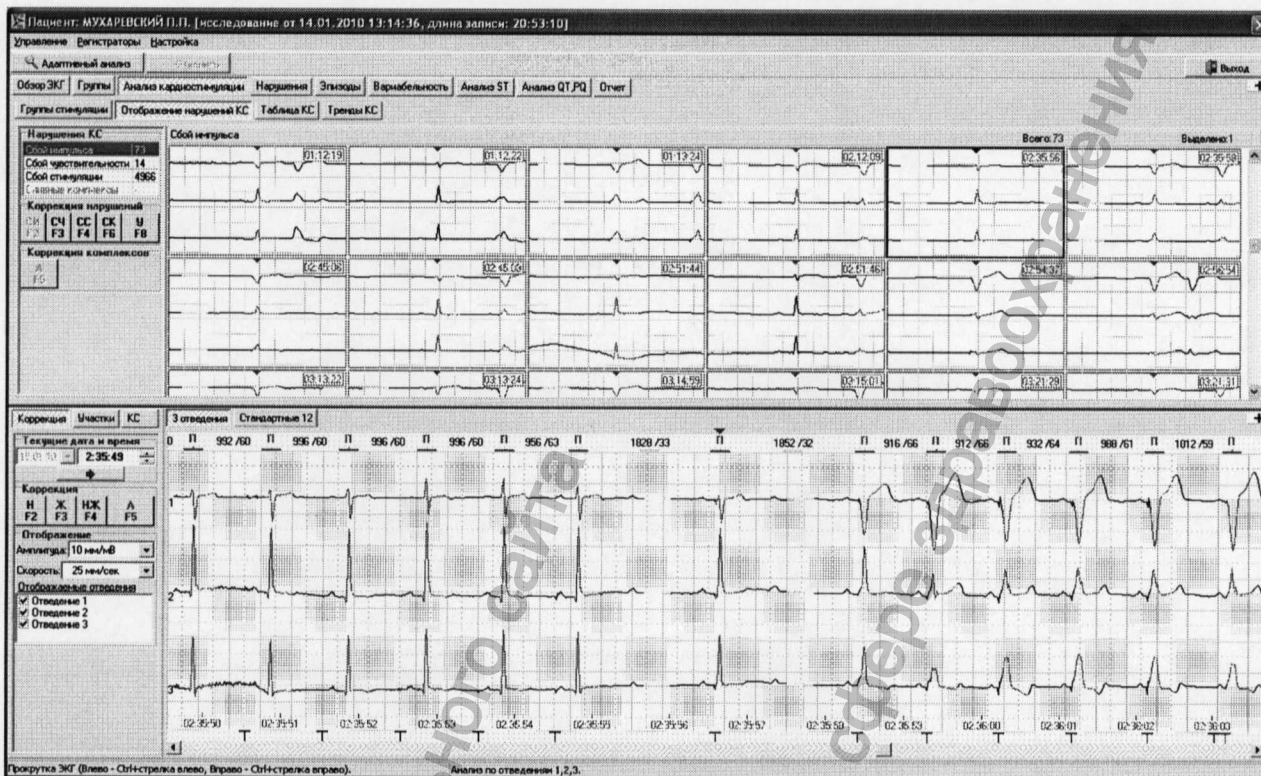 Пациент: МУХАРЕВСКИЙ П.П. [исследование от 14.01.2010 13:14:36, длина записи: 20:53:10]
Управление Регистраторы Настройка
Адаптивный анализ
Выход
Обзор ЭКГ Группы Анализ кардиостимуляции Нарушения Эпизоды Вариабельность Анализ ST Анализ QT,PQ Отчет
Группы стимуляции Отображение нарушений КС Таблица КС Тренды КС
Нарушения КС
Сбой импульса 73
Сбой чувствительности 14
Сбой стимуляции 4966
Сливные комплексы
Коррекция нарушений
СИ СЧ СС СК У
F2 F3 F4 F6 F8
Коррекция комплексов
А
F5
Сбой импульса Всего:73 Выделено:1
01:12:19 01:12:22 01:13:24 02:12:09 02:35:56 02:35:58
02:45:06 02:51:44 02:51:46 02:54:37 02:56:54
03:13:22 03:13:24 03:14:59 03:15:01 03:21:29 03:21:31
Коррекция Участки КС
3 отведения Стандартные 12
Текущие дата и время
2:35:49
Коррекция
Н Ж НЖ А
F2 F3 F4 F5
Отображение
Амплитуда: 10 мм/мВ
Скорость: 25 мм/сек
Отображаемые отведения
Отведение 1
Отведение 2
Отведение 3
0 П 992 /60 П 996 /60 П 996 /60 П 996 /60 П 956 /63 П 1828 /33 П 1852 /32 П 916 /66 П 912 /66 П 932 /64 П 988 /61 П 1012 /59 П
1
2
3
02:35:50 02:35:51 02:35:52 02:35:53 02:35:54 02:35:55 02:35:56 02:35:57 02:35:58 02:35:59 02:36:00 02:36:01 02:36:02 02:36:03
Прокрутка ЭКГ (Влево - Ctrl+стрелка влево, Вправо - Ctrl+стрелка вправо). Анализ по отведениям 1,2,3.
ного сайта
сфере здравоохранения